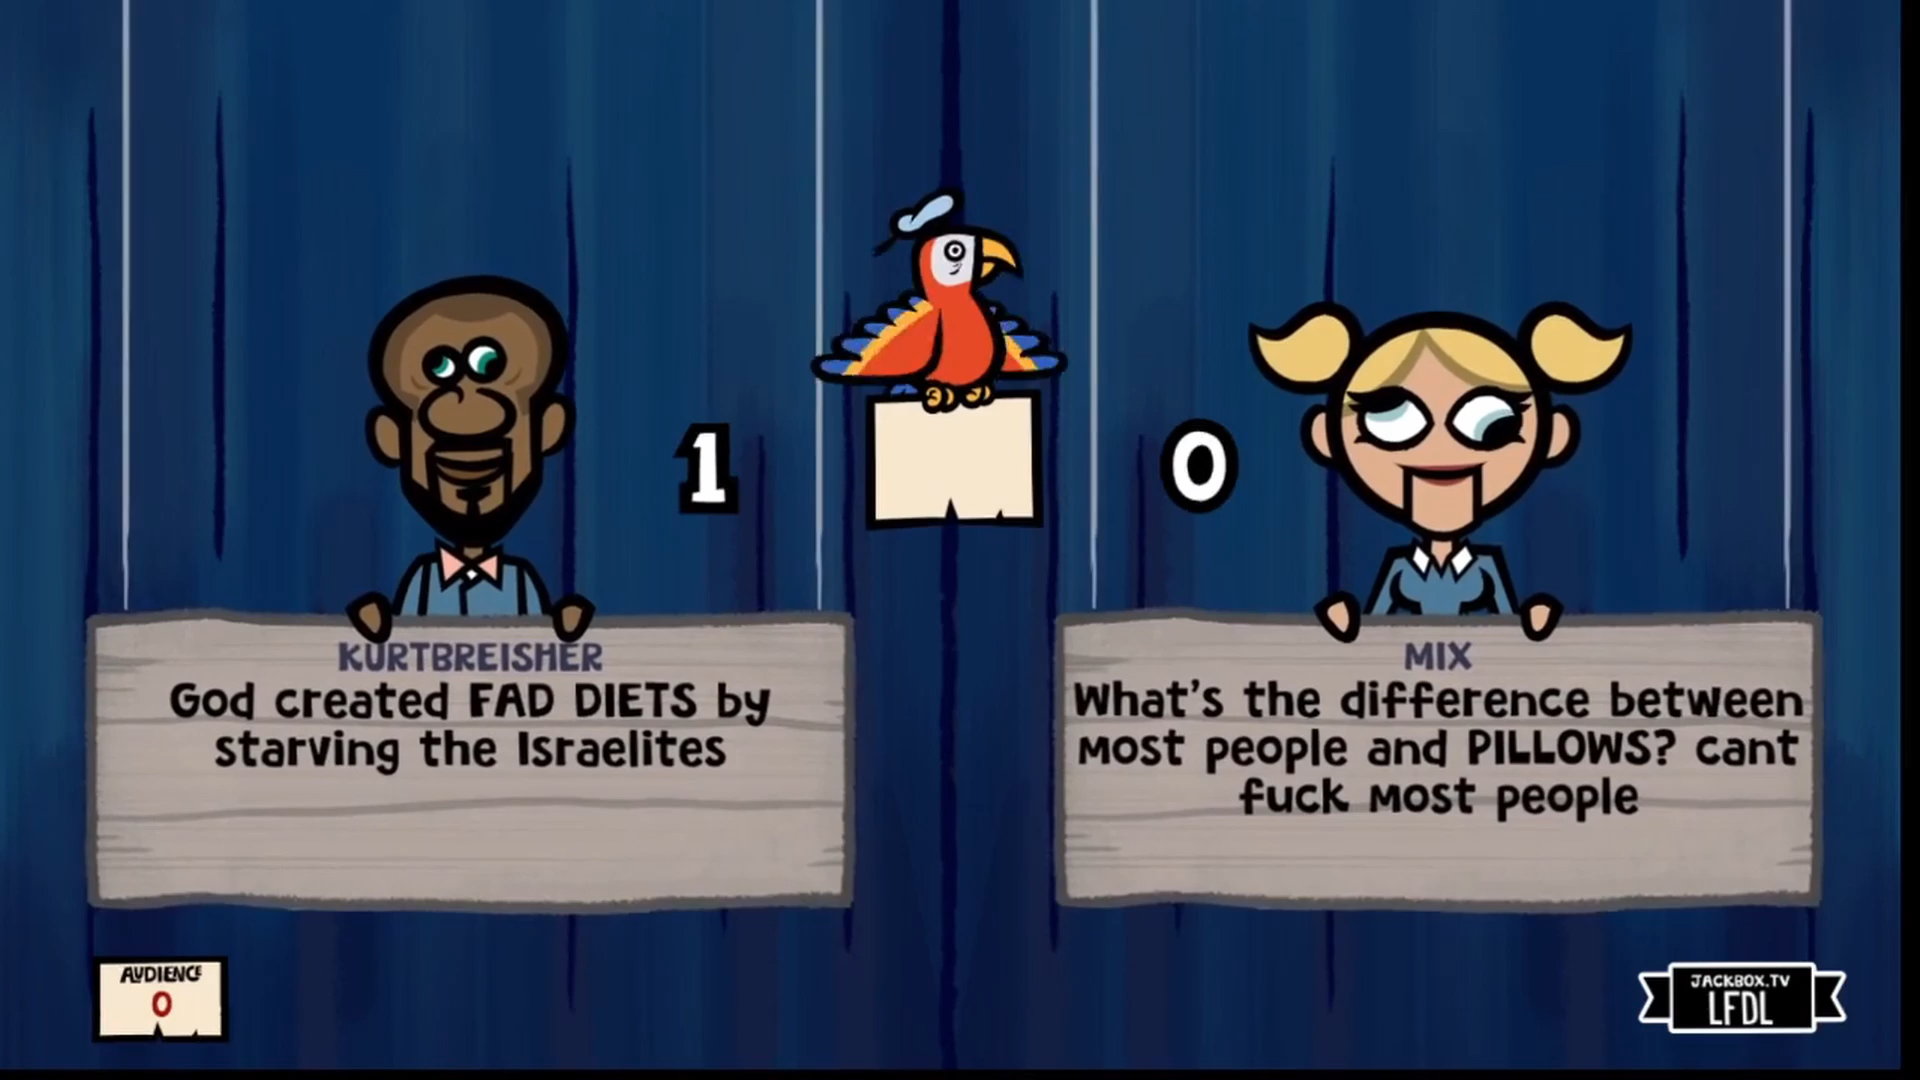 1
0
KURTBREISHER
God created FAD DIETS by
starving the Israelites
MIX
What's the difference between
most people and PILLOWS? cant
fuck most people
AUDIENCE
0
JACKBOX.TV
LFDL